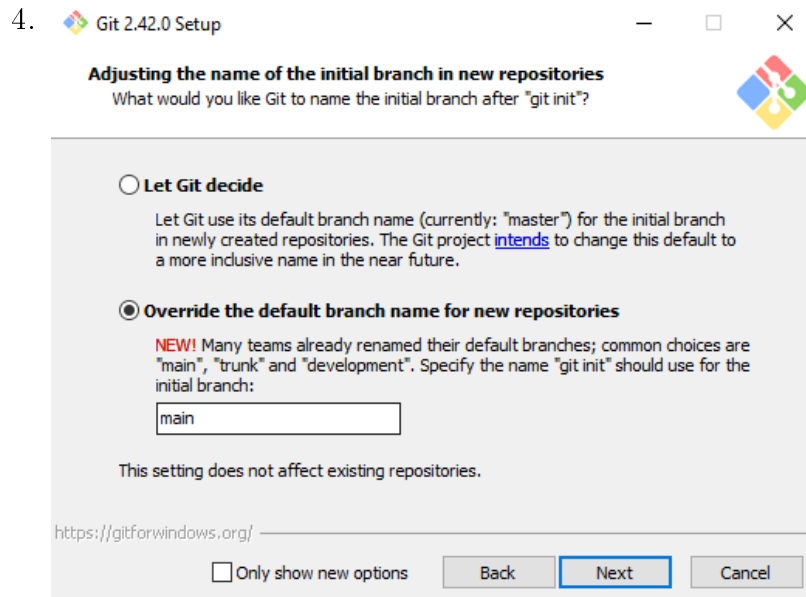 4. Git 2.42.0 Setup
Adjusting the name of the initial branch in new repositories
What would you like Git to name the initial branch after "git init"?
Let Git decide
Let Git use its default branch name (currently: "master") for the initial branch
in newly created repositories. The Git project intends to change this default to
a more inclusive name in the near future.
Override the default branch name for new repositories
NEW! Many teams already renamed their default branches; common choices are
"main", "trunk" and "development". Specify the name "git init" should use for the
initial branch:
main
This setting does not affect existing repositories.
https://gitforwindows.org/
Only show new options Back Next Cancel